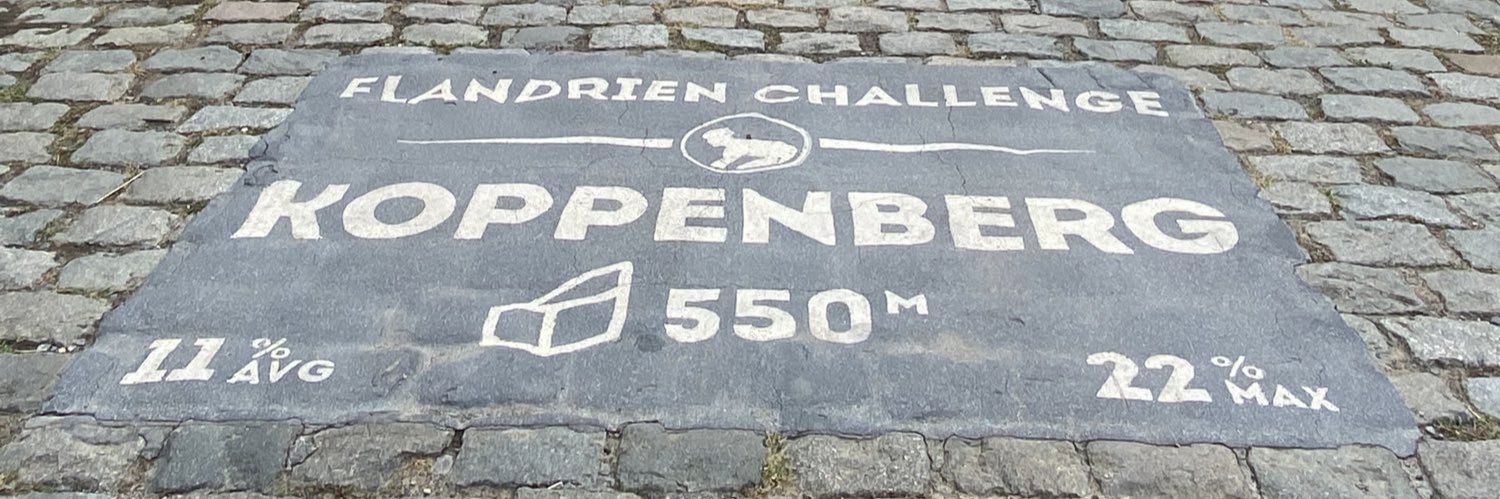 FLANDRIEN CHALLENGE
KOPPENBERG
550M
11% AVG
22% MAX